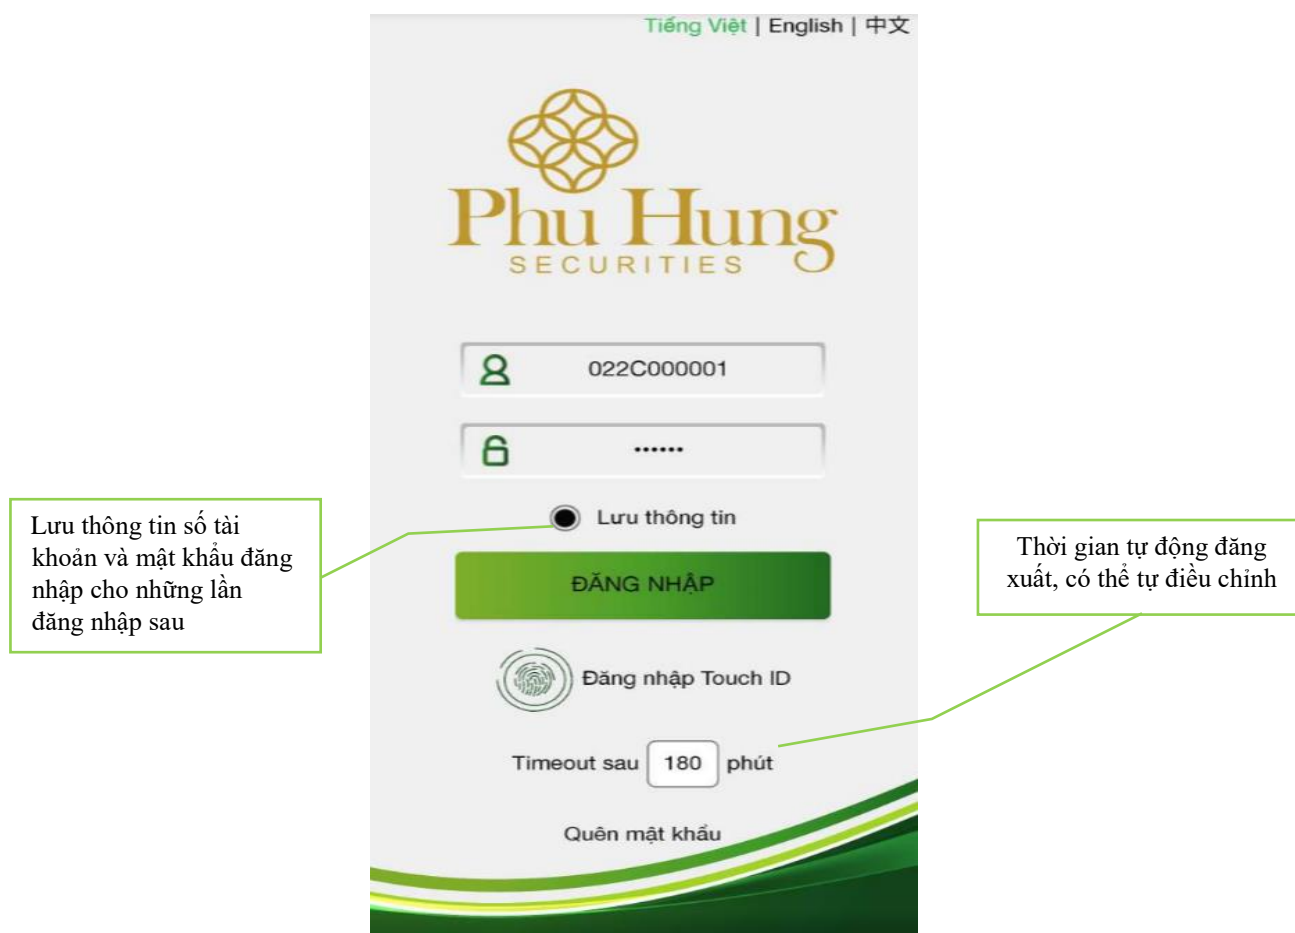 Tiếng Việt | English | 中文
Phu Hung
SECURITIES
022C000001
••••••
Lưu thông tin
Lưu thông tin số tài
khoản và mật khẩu đăng
nhập cho những lần
đăng nhập sau
ĐĂNG NHẬP
Thời gian tự động đăng
xuất, có thể tự điều chỉnh
Đăng nhập Touch ID
Timeout sau 180 phút
Quên mật khẩu